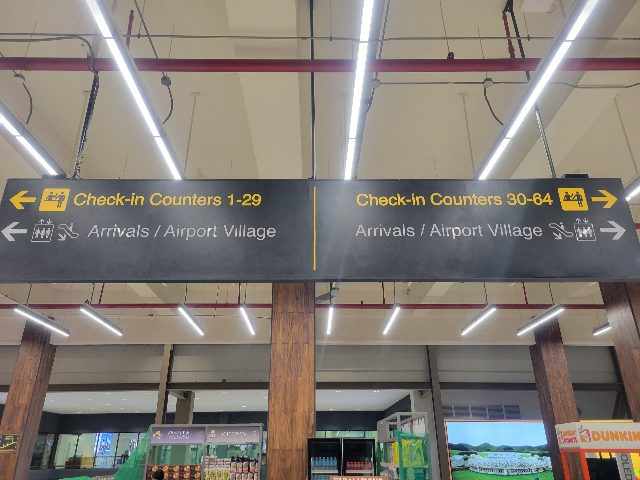 Check-in Counters 1-29
Arrivals / Airport Village
Check-in Counters 30-64
Arrivals / Airport Village
DUNKIN'